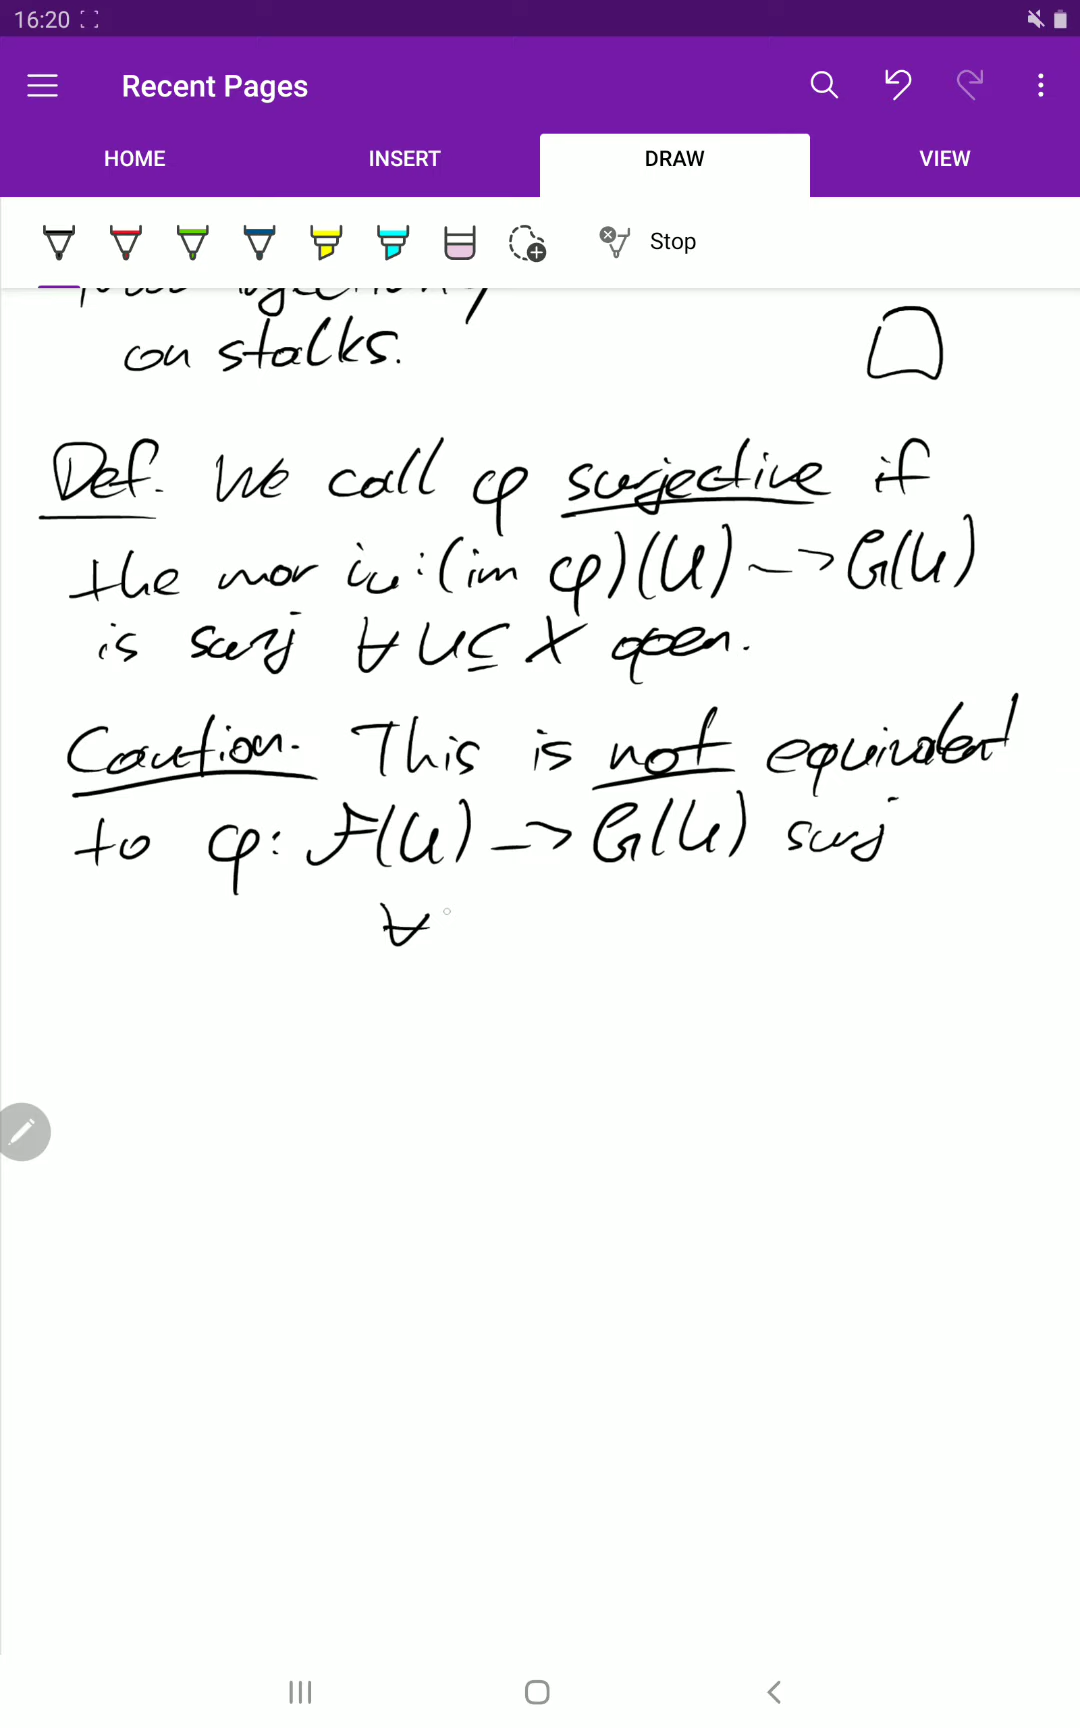 16:20
Recent Pages
HOME INSERT DRAW VIEW
Stop
on stalks.
Def. We call φ surjective if
the mor i_U: (im φ)(U) -> G(U)
is surj ∀ U ⊆ X open.
Caution. This is not equivalent
to φ: F(U) -> G(U) surj
∀